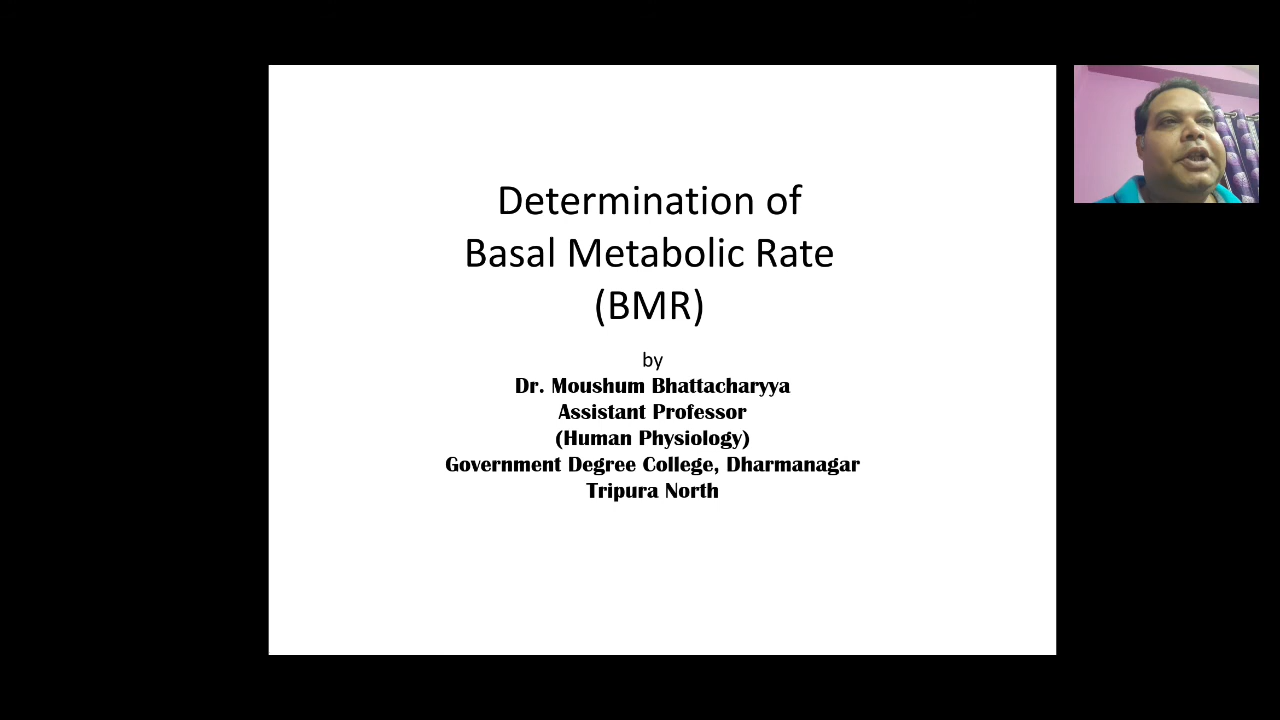 Determination of
Basal Metabolic Rate
(BMR)
by
Dr. Moushum Bhattacharyya
Assistant Professor
(Human Physiology)
Government Degree College, Dharmanagar
Tripura North